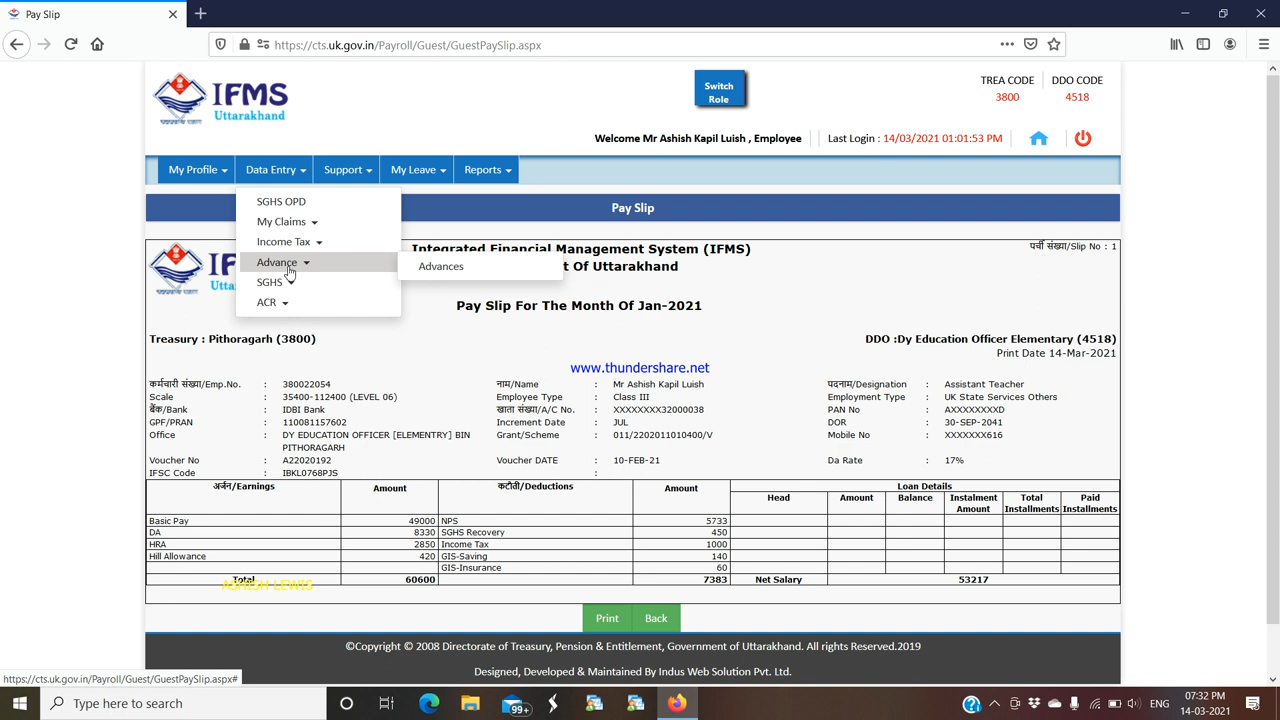 Pay Slip
https://cts.uk.gov.in/Payroll/Guest/GuestPaySlip.aspx
IFMS
Uttarakhand
Switch
Role
TREA CODE
DDO CODE
3800
4518
Welcome Mr Ashish Kapil Luish , Employee
Last Login : 14/03/2021 01:01:53 PM
My Profile
Data Entry
Support
My Leave
Reports
SGHS OPD
My Claims
Income Tax
Advance
SGHS
ACR
Advances
Pay Slip
Integrated Financial Management System (IFMS)
Of Uttarakhand
पर्ची संख्या/Slip No : 1
Pay Slip For The Month Of Jan-2021
Treasury : Pithoragarh (3800)
DDO :Dy Education Officer Elementary (4518)
Print Date 14-Mar-2021
www.thundershare.net
कर्मचारी संख्या/Emp.No. : 380022054 नाम/Name : Mr Ashish Kapil Luish पदनाम/Designation : Assistant Teacher
Scale : 35400-112400 (LEVEL 06) Employee Type : Class III Employment Type : UK State Services Others
बैंक/Bank : IDBI Bank खाता संख्या/A/C No. : XXXXXXXX32000038 PAN No : AXXXXXXXXD
GPF/PRAN : 110081157602 Increment Date : JUL DOR : 30-SEP-2041
Office : DY EDUCATION OFFICER [ELEMENTRY] BIN Grant/Scheme : 011/2202011010400/V Mobile No : XXXXXXX616
PITHORAGARH
Voucher No : A22020192 Voucher DATE : 10-FEB-21 Da Rate : 17%
IFSC Code : IBKL0768PJS :
अर्जन/Earnings Amount कटौती/Deductions Amount Loan Details
Head Amount Balance Instalment Amount Total Installments Paid Installments
Basic Pay 49000 NPS 5733
DA 8330 SGHS Recovery 450
HRA 2850 Income Tax 1000
Hill Allowance 420 GIS-Saving 140
GIS-Insurance 60
Total 60600 7383 Net Salary 53217
ASHISH LEWIS
Print
Back
©Copyright © 2008 Directorate of Treasury, Pension & Entitlement, Government of Uttarakhand. All rights Reserved.2019
Designed, Developed & Maintained By Indus Web Solution Pvt. Ltd.
https://cts.uk.gov.in/Payroll/Guest/GuestPaySlip.aspx#
Type here to search
99+
ENG
07:32 PM
14-03-2021